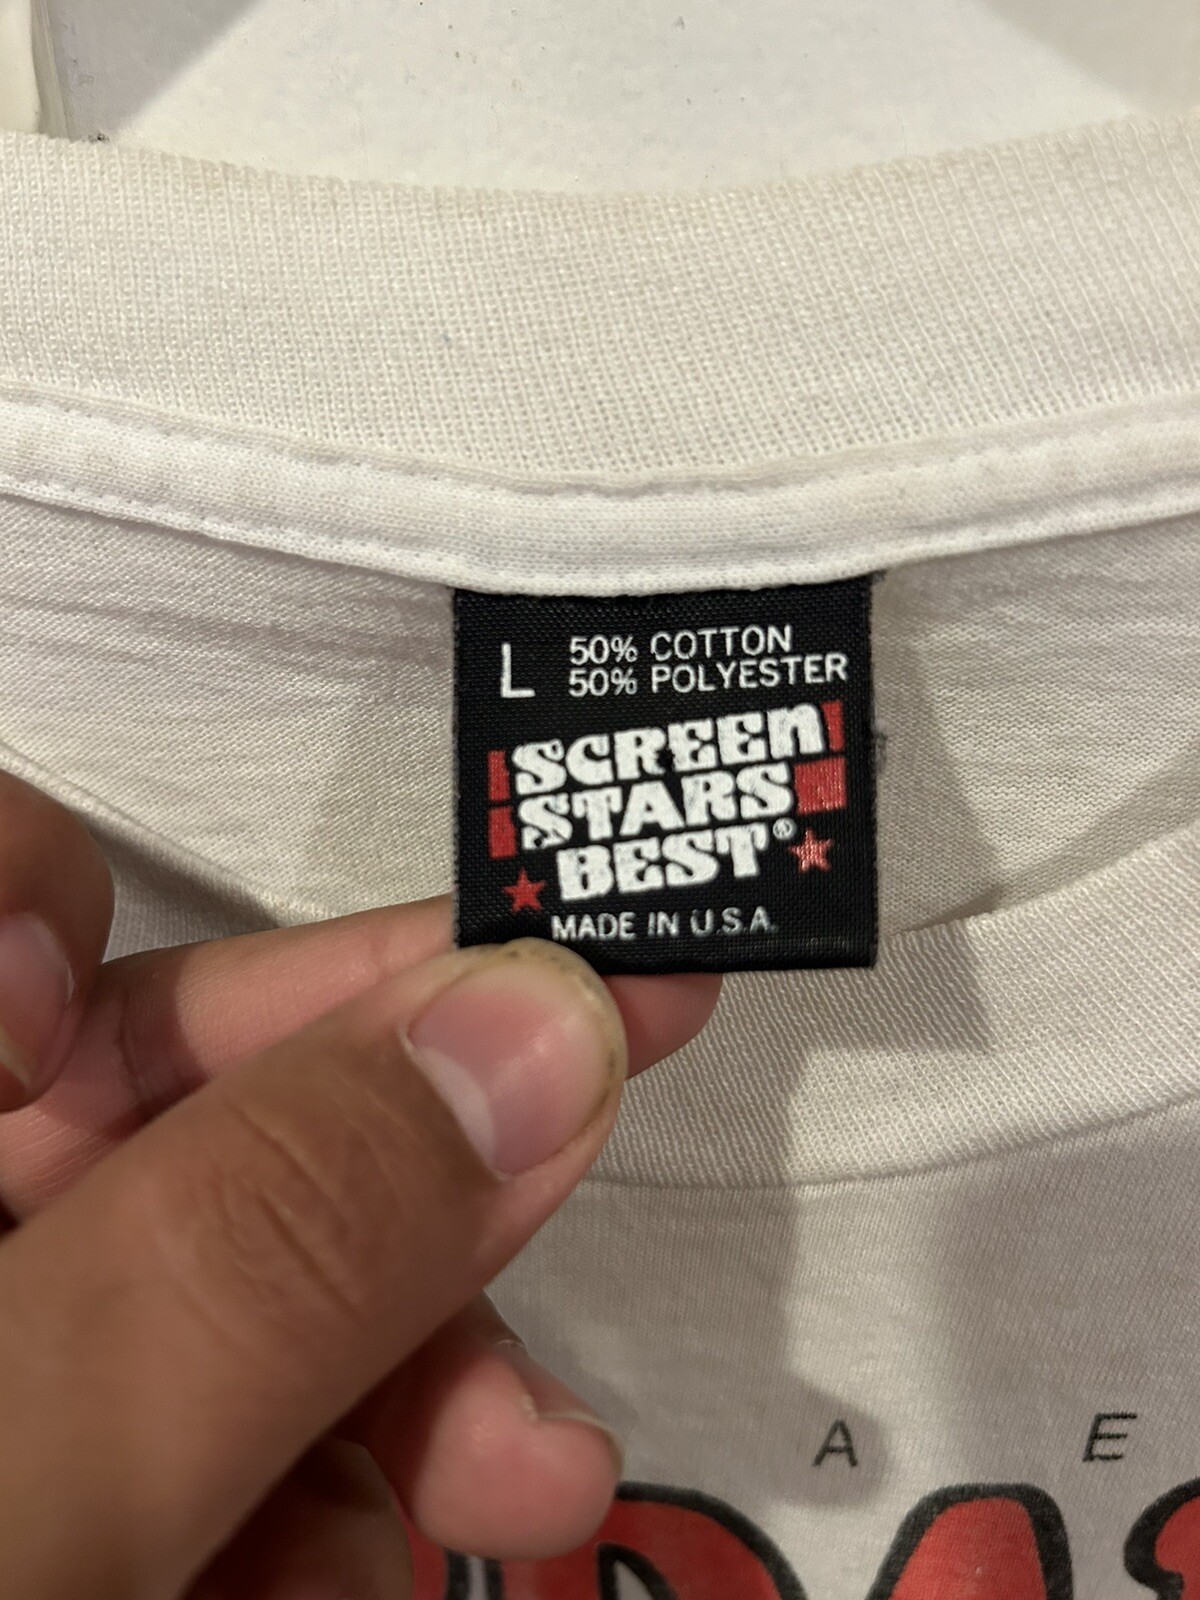 L
50% COTTON
50% POLYESTER
SCREEN
STARS
BEST®
MADE IN U.S.A.
A E